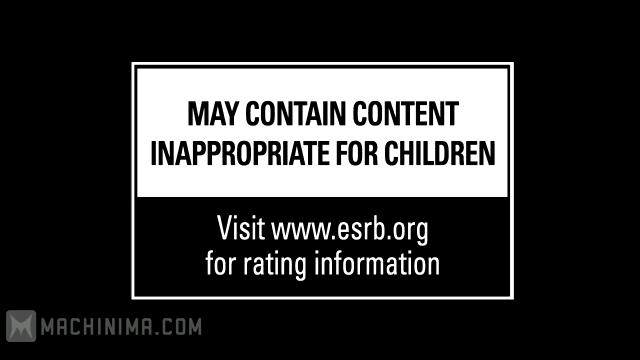 MAY CONTAIN CONTENT
INAPPROPRIATE FOR CHILDREN
Visit www.esrb.org
for rating information
MACHINIMA.COM